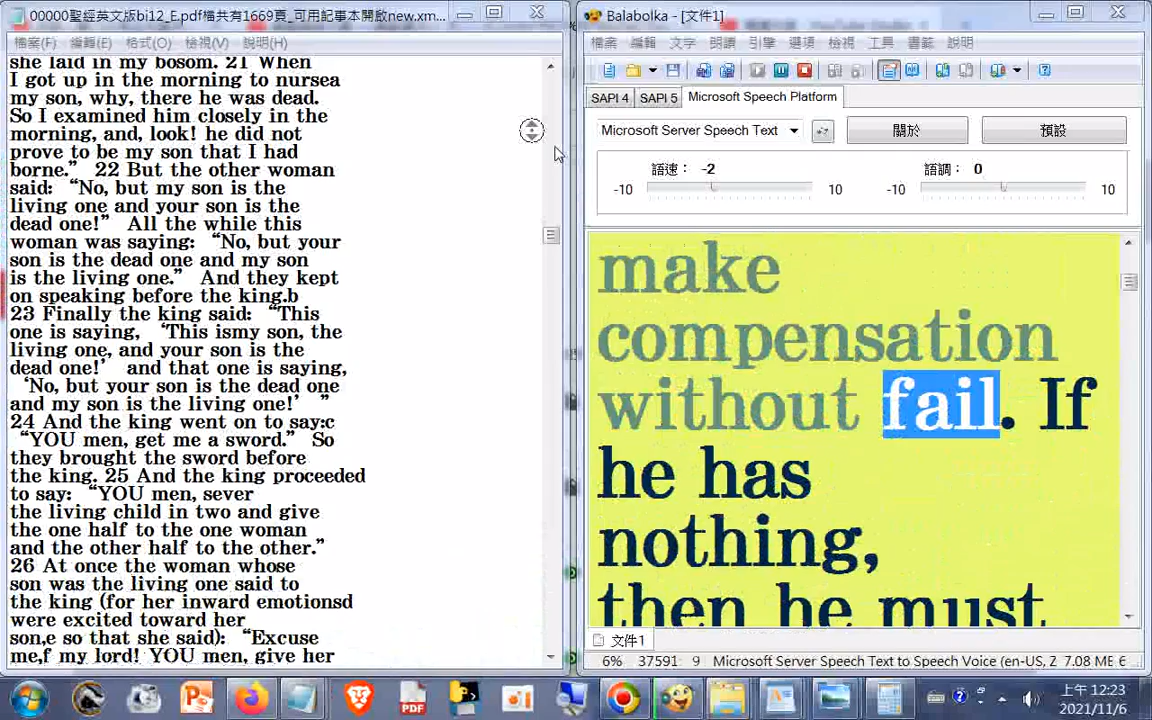 00000聖經英文版bi12_E.pdf檔共有1669頁_可用記事本開啟new.xm...
檔案(F) 編輯(E) 格式(O) 檢視(V) 說明(H)
she laid in my bosom. 21 When
I got up in the morning to nursea
my son, why, there he was dead.
So I examined him closely in the
morning, and, look! he did not
prove to be my son that I had
borne.” 22 But the other woman
said: “No, but my son is the
living one and your son is the
dead one!” All the while this
woman was saying: “No, but your
son is the dead one and my son
is the living one.” And they kept
on speaking before the king.b
23 Finally the king said: “This
one is saying, ‘This ismy son, the
living one, and your son is the
dead one!’ and that one is saying,
‘No, but your son is the dead one
and my son is the living one!’ ”
24 And the king went on to say:c
“YOU men, get me a sword.” So
they brought the sword before
the king. 25 And the king proceeded
to say: “YOU men, sever
the living child in two and give
the one half to the one woman
and the other half to the other.”
26 At once the woman whose
son was the living one said to
the king (for her inward emotionsd
were excited toward her
son,e so that she said): “Excuse
me,f my lord! YOU men, give her
Balabolka - [文件1]
檔案 編輯 文字 朗讀 引擎 選項 檢視 工具 書籤 說明
SAPI 4 SAPI 5 Microsoft Speech Platform
Microsoft Server Speech Text 關於 預設
語速： -2 語調： 0
-10 10 -10 10
make
compensation
without fail. If
he has
nothing,
then he must
文件1
6% 37591 9 Microsoft Server Speech Text to Speech Voice (en-US, 2 7.08 MB 6
PDF
上午 12:23
2021/11/6